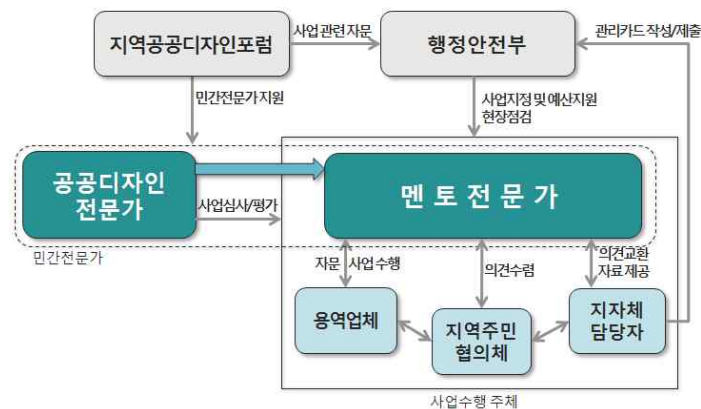 지역공공디자인포럼
사업 관련 자문
행정안전부
관리카드 작성/제출
민간전문가 지원
사업지정 및 예산지원
현장점검
공공디자인
전문가
사업심사/평가
멘토전문가
민간전문가
자문
사업 수행
의견수렴
의견교환
자료 제공
용역업체
지역주민
협의체
지자체
담당자
사업수행 주체